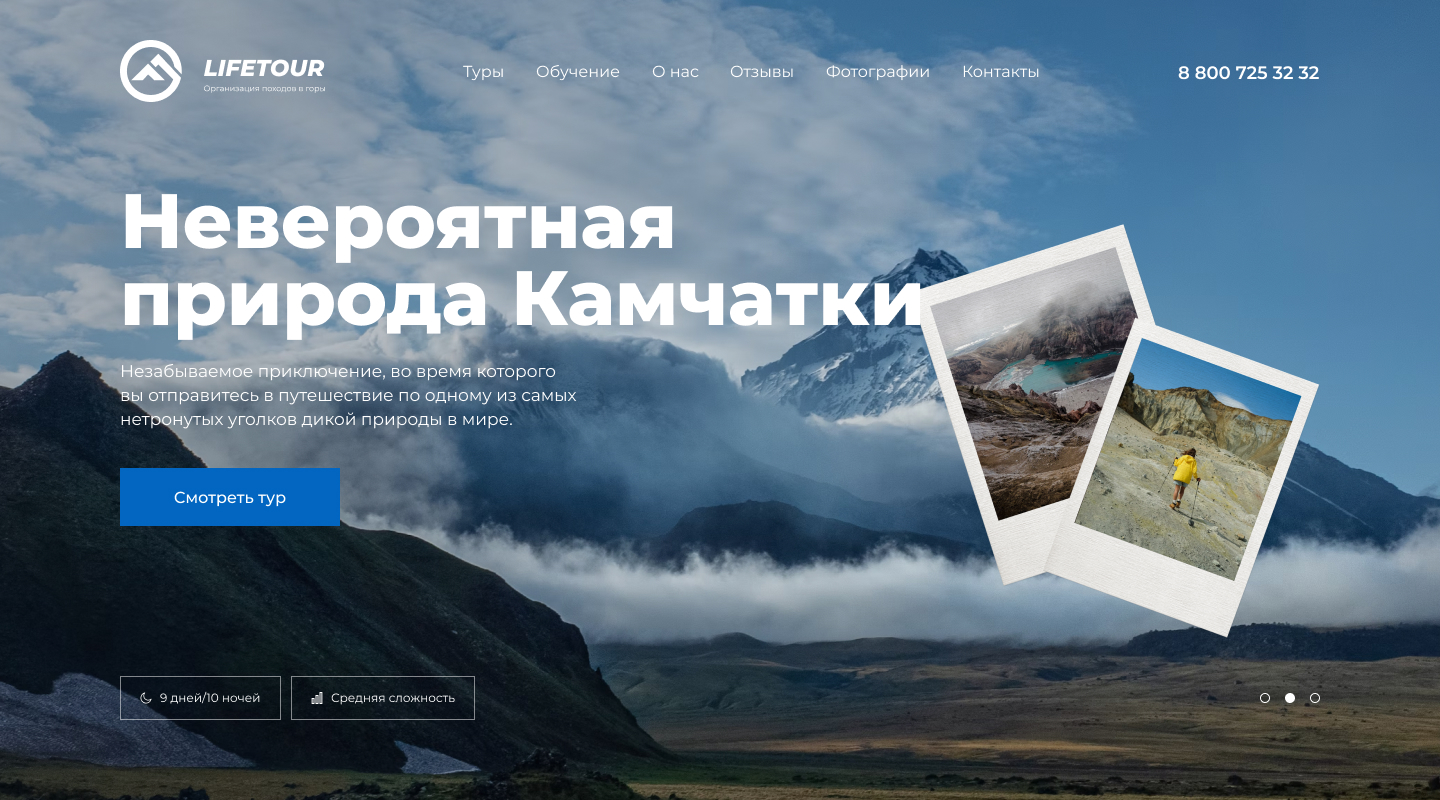 LIFETOUR
Организация походов в горы
Туры
Обучение
О нас
Отзывы
Фотографии
Контакты
8 800 725 32 32
Невероятная
природа Камчатки
Незабываемое приключение, во время которого
вы отправитесь в путешествие по одному из самых
нетронутых уголков дикой природы в мире.
Смотреть тур
9 дней/10 ночей
Средняя сложность